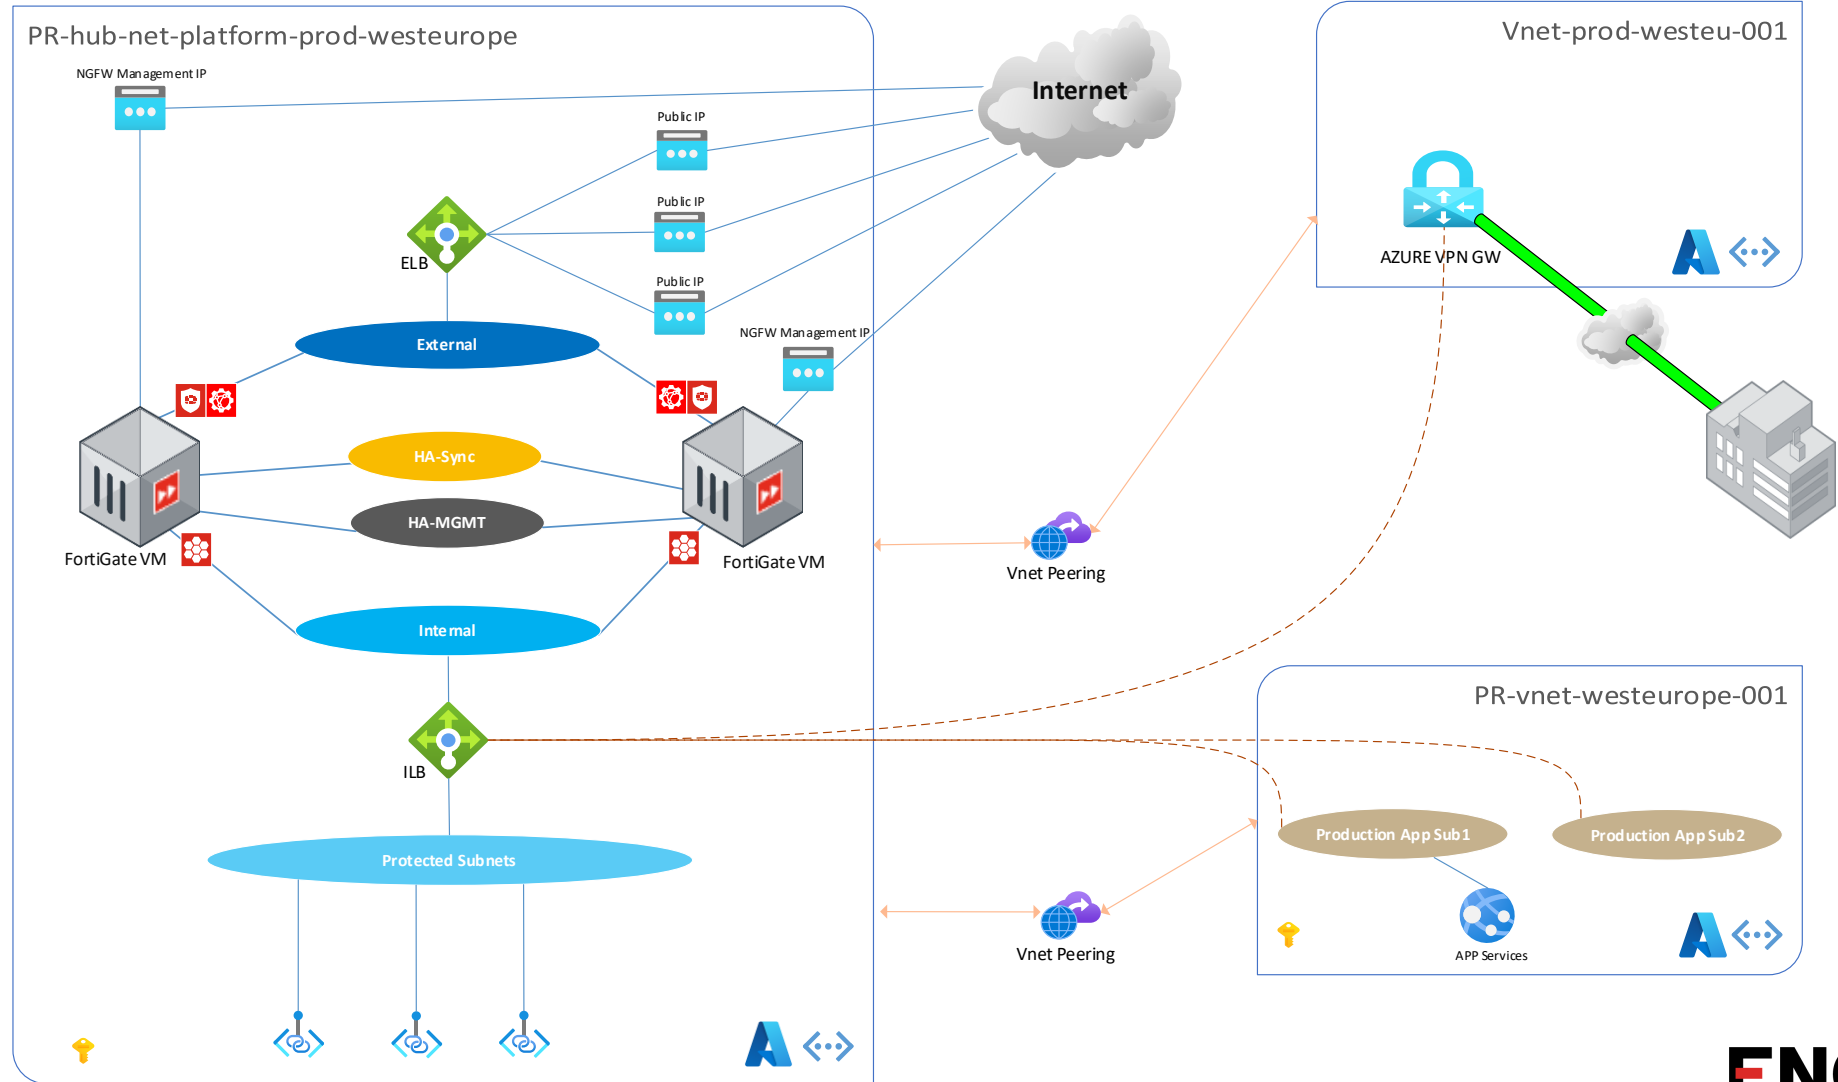 PR-hub-net-platform-prod-westeurope
NGFW Management IP
Public IP
Public IP
Public IP
NGFW Management IP
Internet
Vnet-prod-westeu-001
AZURE VPN GW
ELB
External
HA-Sync
HA-MGMT
FortiGate VM
FortiGate VM
Internal
ILB
Protected Subnets
Vnet Peering
Vnet Peering
PR-vnet-westeurope-001
Production App Sub1
Production App Sub2
APP Services